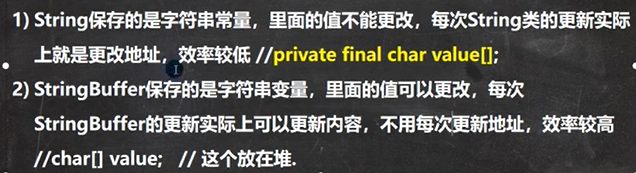 1) String保存的是字符串常量，里面的值不能更改，每次String类的更新实际
上就是更改地址，效率较低 //private final char value[];
2) StringBuffer保存的是字符串变量，里面的值可以更改，每次
StringBuffer的更新实际上可以更新内容，不用每次更新地址，效率较高
//char[] value; // 这个放在堆.